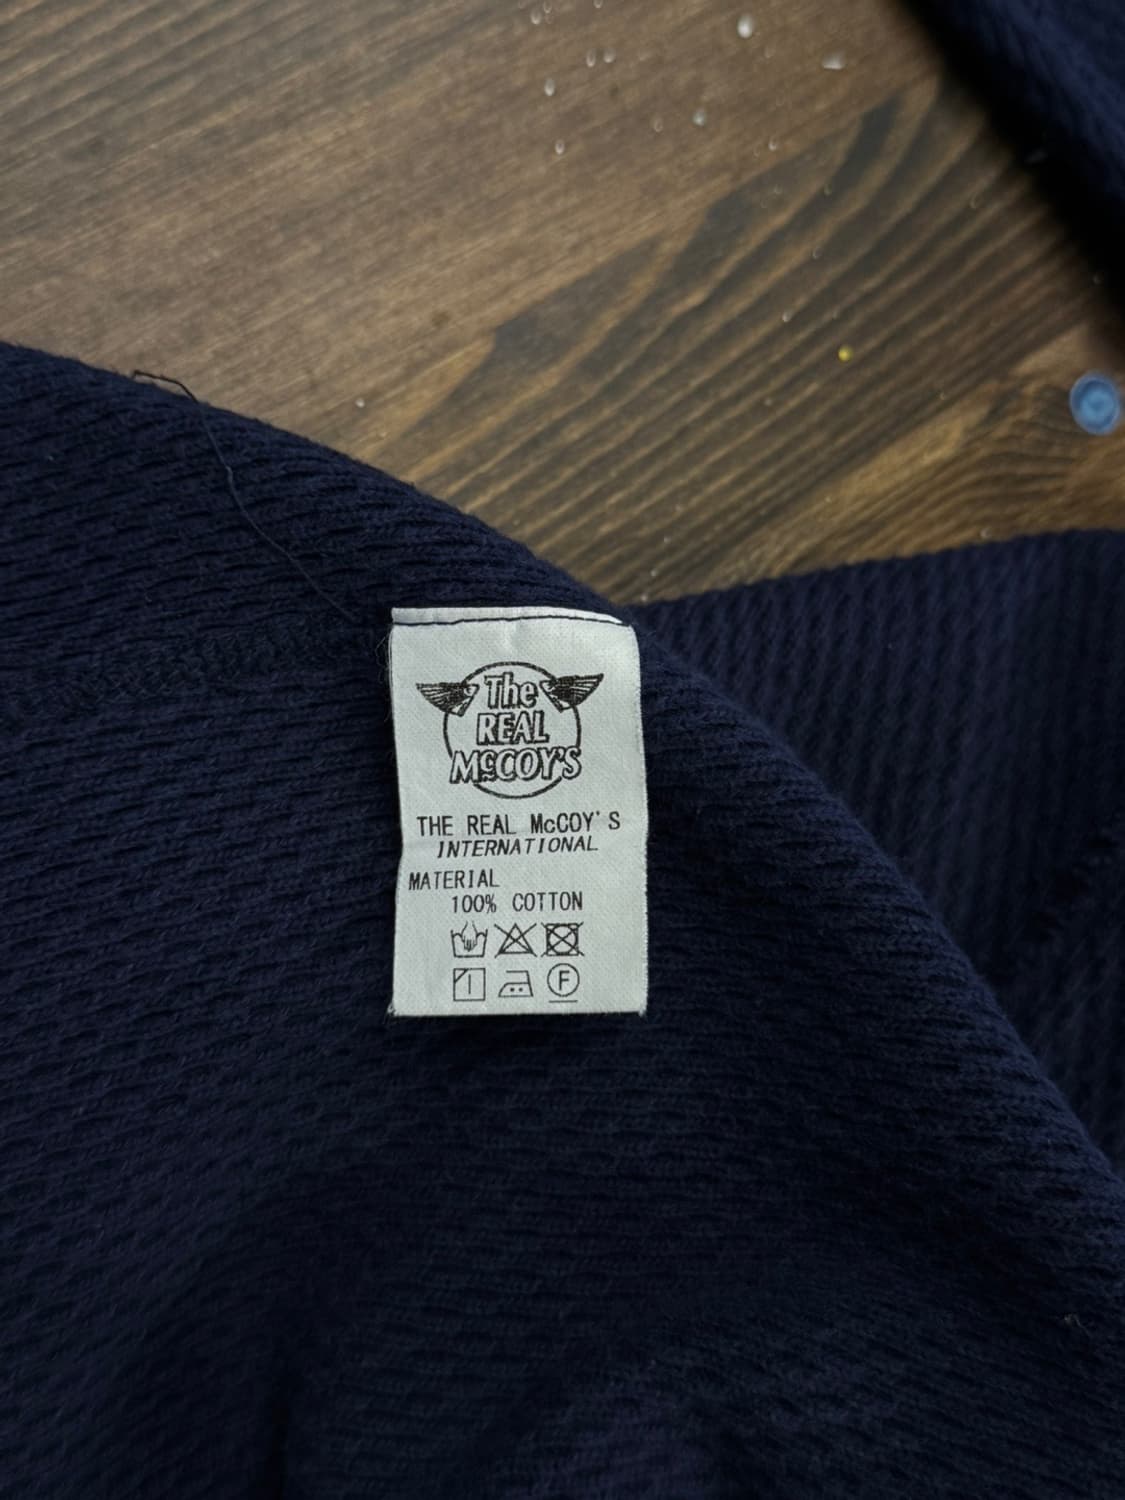 The
REAL
McCOY'S
THE REAL McCOY'S
INTERNATIONAL
MATERIAL
100% COTTON
F